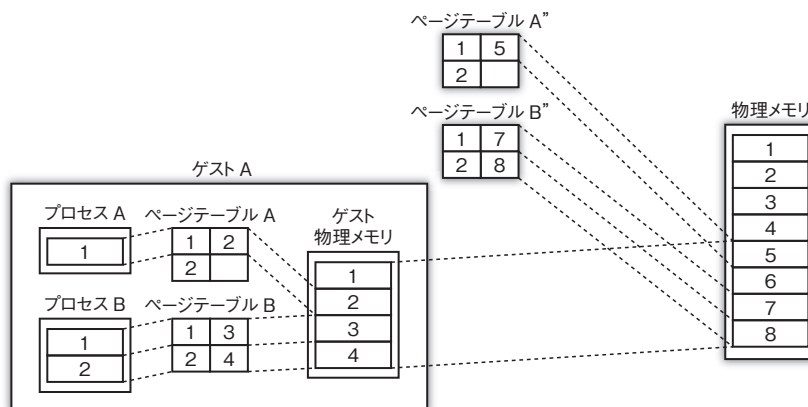 ページテーブル A”
1 5
2
ページテーブル B”
1 7
2 8
物理メモリ
1
2
3
4
5
6
7
8
ゲスト A
プロセス A
1
ページテーブル A
1 2
2
ゲスト
物理メモリ
1
2
3
4
プロセス B
1
2
ページテーブル B
1 3
2 4